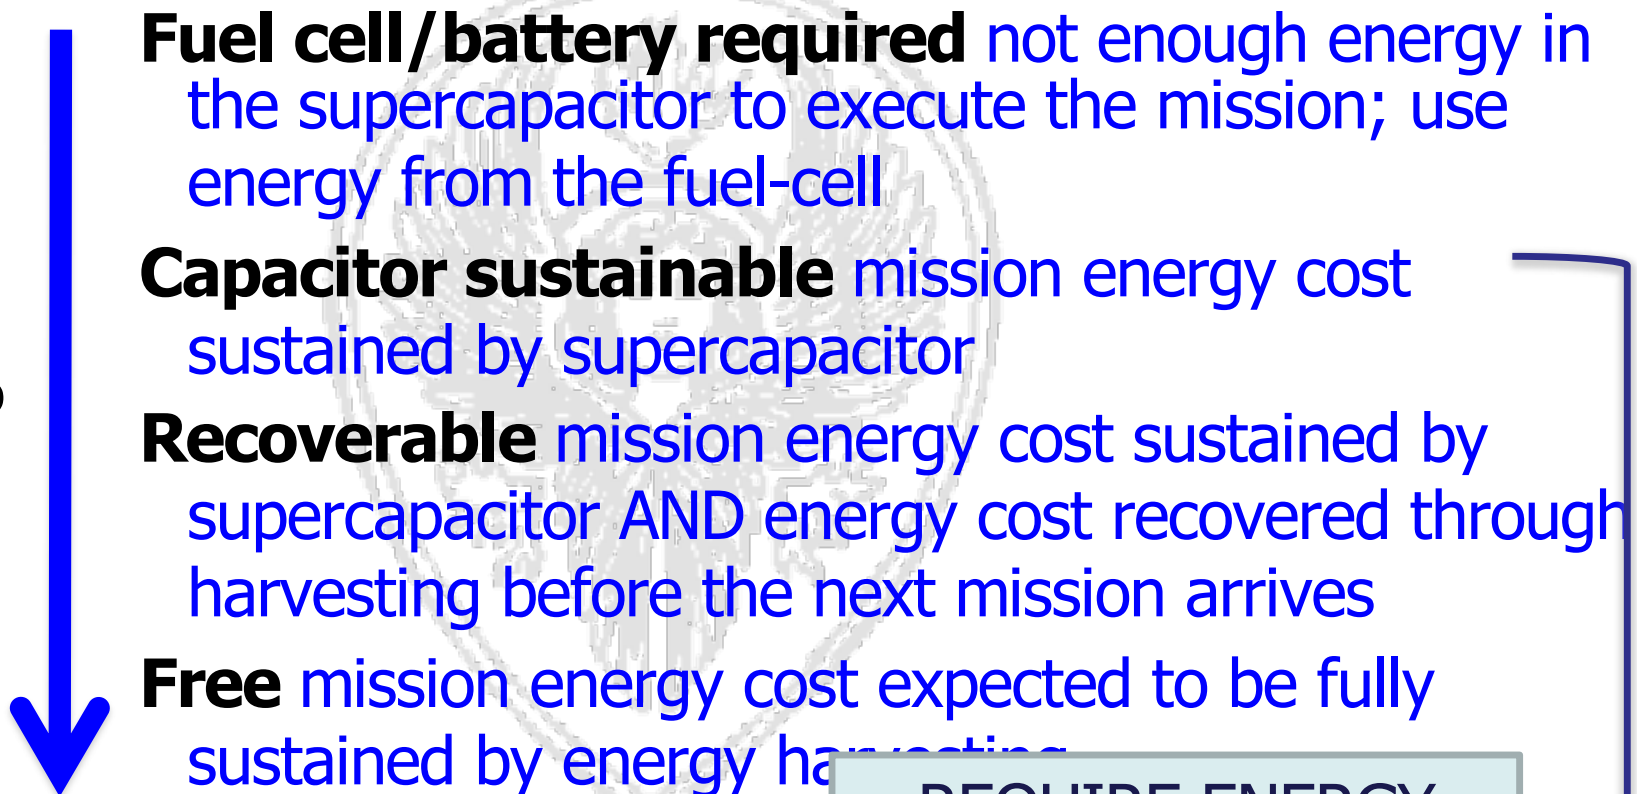 Fuel cell/battery required not enough energy in
the supercapacitor to execute the mission; use
energy from the fuel-cell
Capacitor sustainable mission energy cost
sustained by supercapacitor
Recoverable mission energy cost sustained by
supercapacitor AND energy cost recovered through
harvesting before the next mission arrives
Free mission energy cost expected to be fully
sustained by energy harvesting
REQUIRE ENERGY